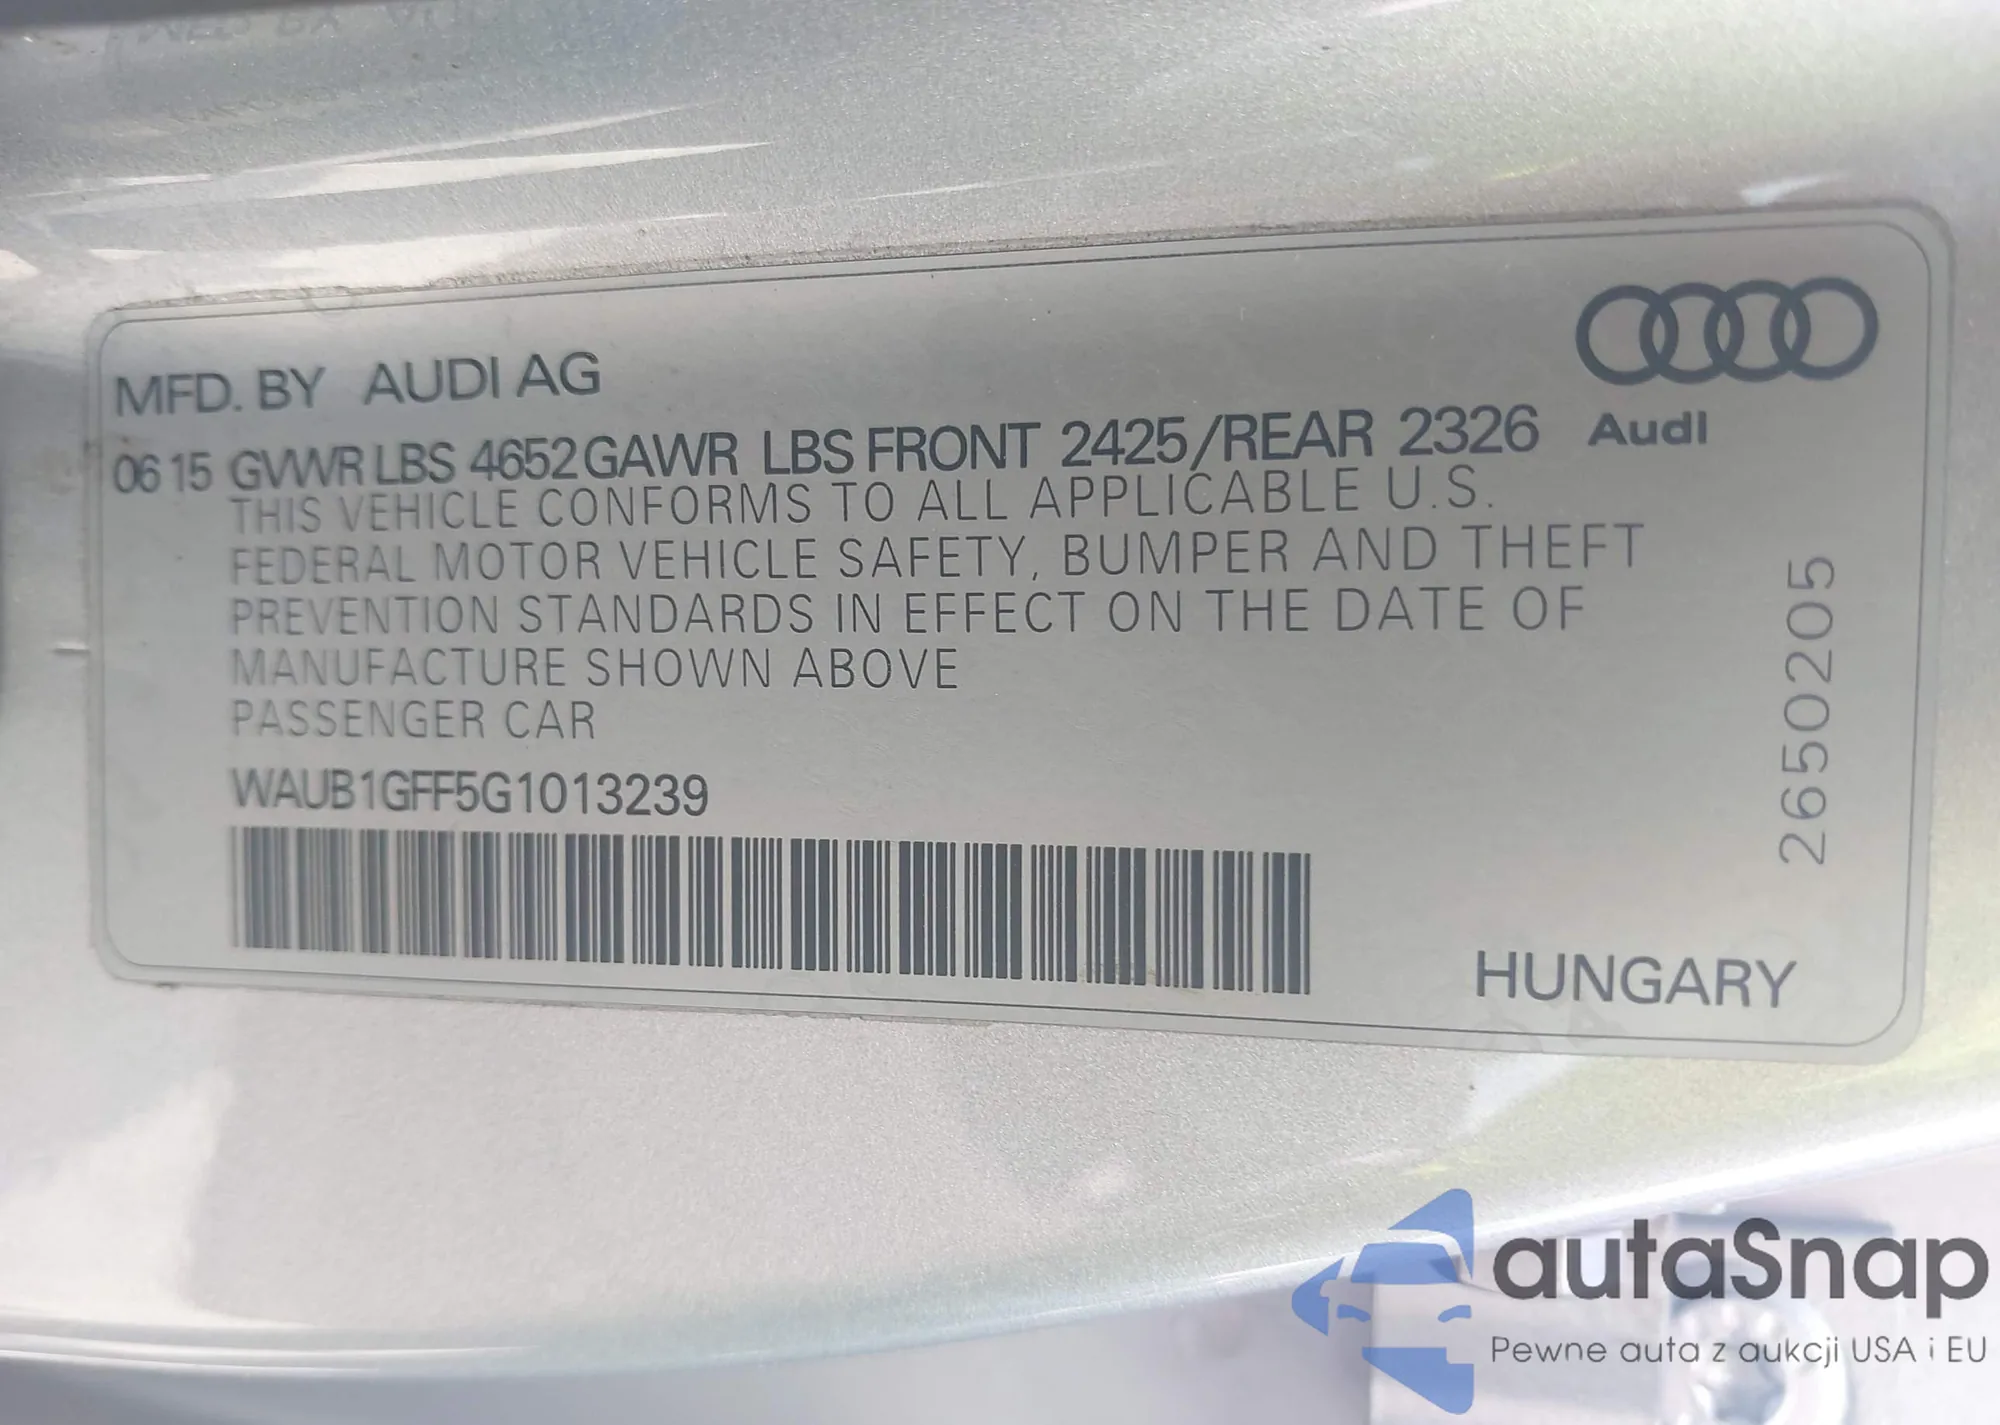 MFD. BY AUDI AG
Audi
06 15 GVWR LBS 4652 GAWR LBS FRONT 2425/REAR 2326
THIS VEHICLE CONFORMS TO ALL APPLICABLE U.S.
FEDERAL MOTOR VEHICLE SAFETY, BUMPER AND THEFT
PREVENTION STANDARDS IN EFFECT ON THE DATE OF
MANUFACTURE SHOWN ABOVE
PASSENGER CAR
WAUB1GFF5G1013239
2650205
HUNGARY
autaSnap
Pewne auta z aukcji USA i EU